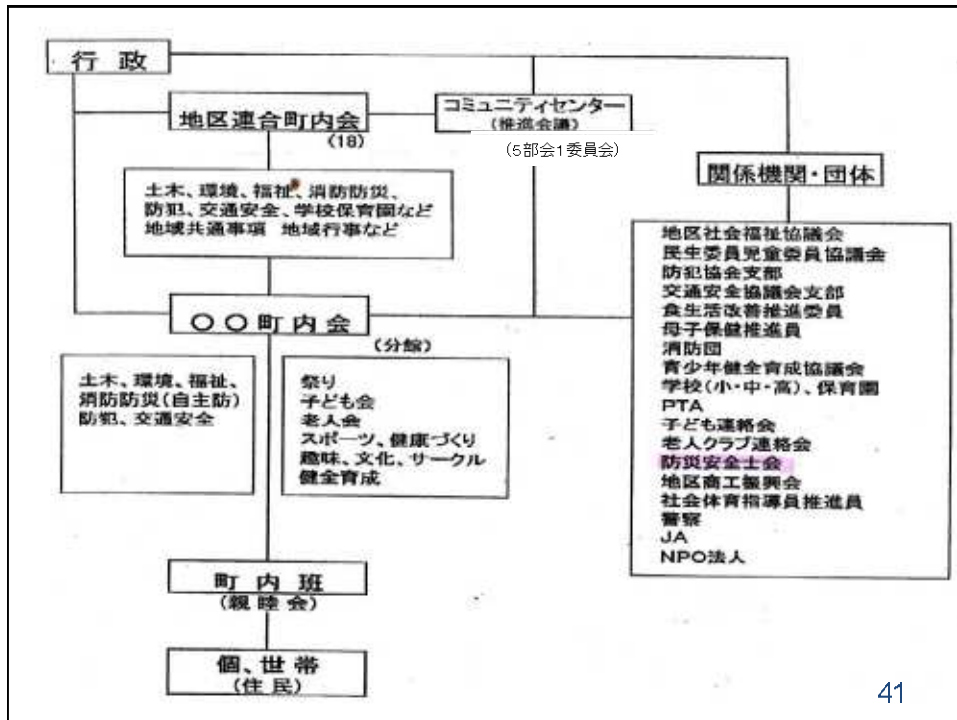 行政
地区連合町内会
(18)
コミュニティセンター
(推進会議)
(5部会1委員会)
関係機関・団体
土木、環境、福祉、消防防災、
防犯、交通安全、学校保育園など
地域共通事項 地域行事など
〇〇町内会
(分館)
土木、環境、福祉、
消防防災(自主防)
防犯、交通安全
祭り
子ども会
老人会
スポーツ、健康づくり
趣味、文化、サークル
健全育成
地区社会福祉協議会
民生委員児童委員協議会
防犯協会支部
交通安全協議会支部
食生活改善推進委員
母子保健推進員
消防団
青少年健全育成協議会
学校(小・中・高)、保育園
PTA
子ども連絡会
老人クラブ連絡会
防災安全士会
地区商工振興会
社会体育指導員推進員
警察
JA
NPO法人
町内班
(親睦会)
個、世帯
(住民)
41